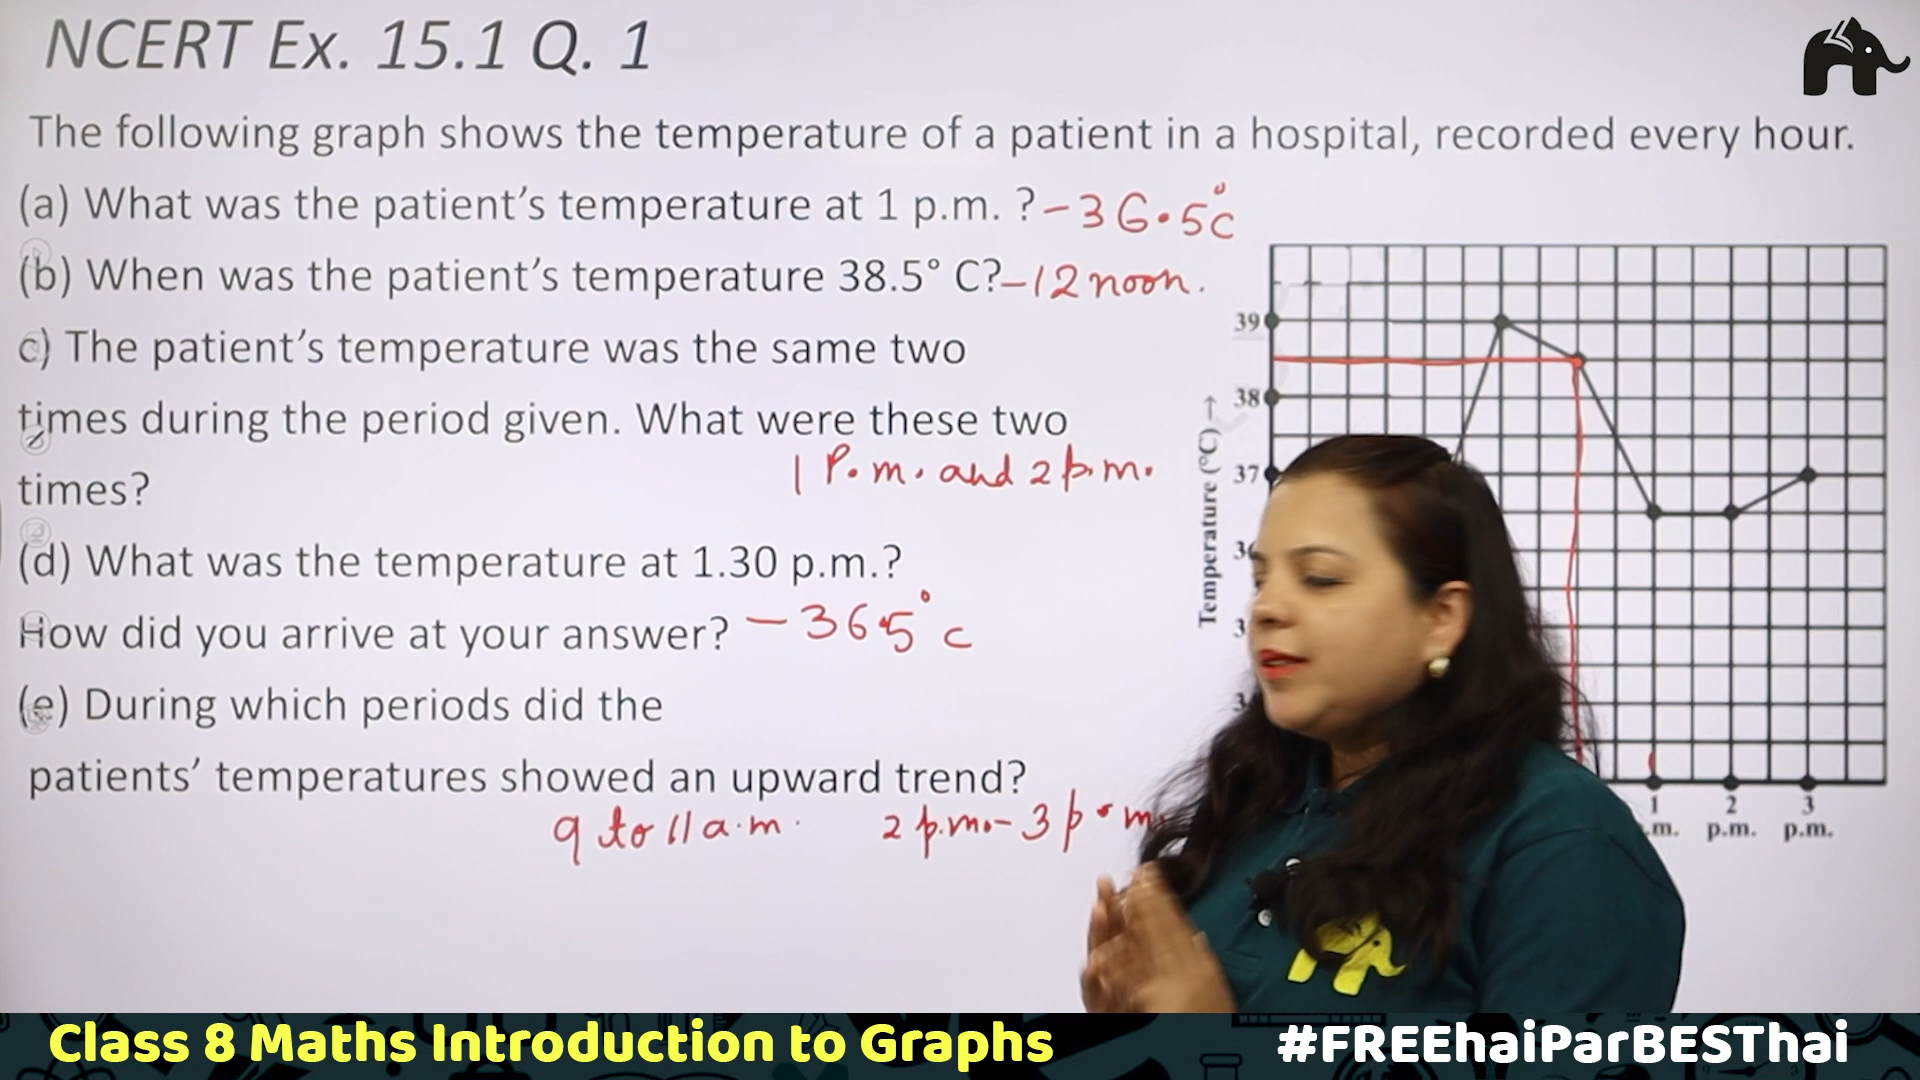 NCERT Ex. 15.1 Q. 1
The following graph shows the temperature of a patient in a hospital, recorded every hour.
(a) What was the patient’s temperature at 1 p.m. ? – 36.5°C
(b) When was the patient’s temperature 38.5° C? – 12 noon.
c) The patient’s temperature was the same two
times during the period given. What were these two
times?
1 P.m. and 2 p.m.
(d) What was the temperature at 1.30 p.m.?
How did you arrive at your answer? – 36.5°c
(e) During which periods did the
patients’ temperatures showed an upward trend?
9 to 11 a.m. 2 p.m. – 3 p.m.
Temperature (°C) →
39
38
37
1 2 3
.m. p.m. p.m.
Class 8 Maths Introduction to Graphs
#FREEhaiParBESThai